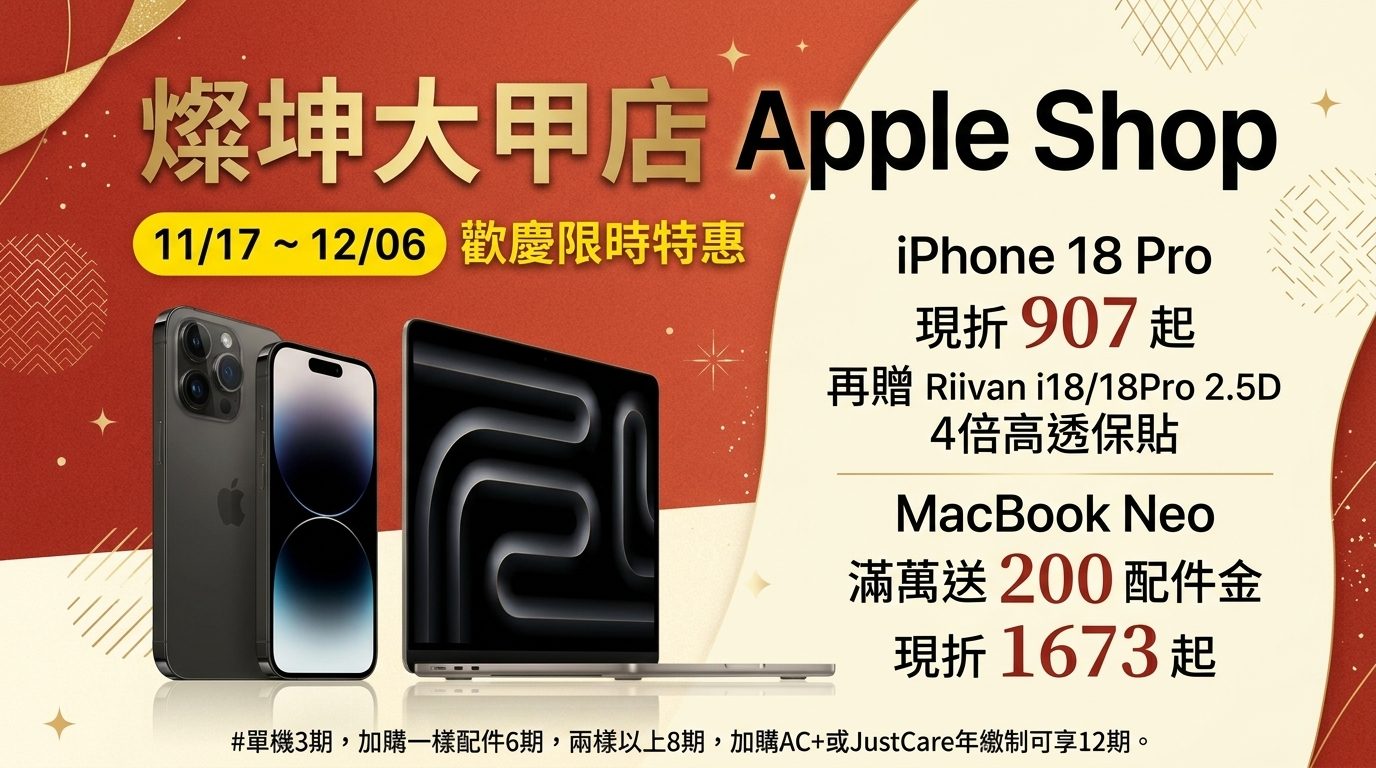 燦坤大甲店 Apple Shop
11/17 ~ 12/06 歡慶限時特惠
iPhone 18 Pro
現折 907 起
再贈 Riivan i18/18Pro 2.5D
4倍高透保貼
MacBook Neo
滿萬送 200 配件金
現折 1673 起
#單機3期，加購一樣配件6期，兩樣以上8期，加購AC+或JustCare年繳制可享12期。